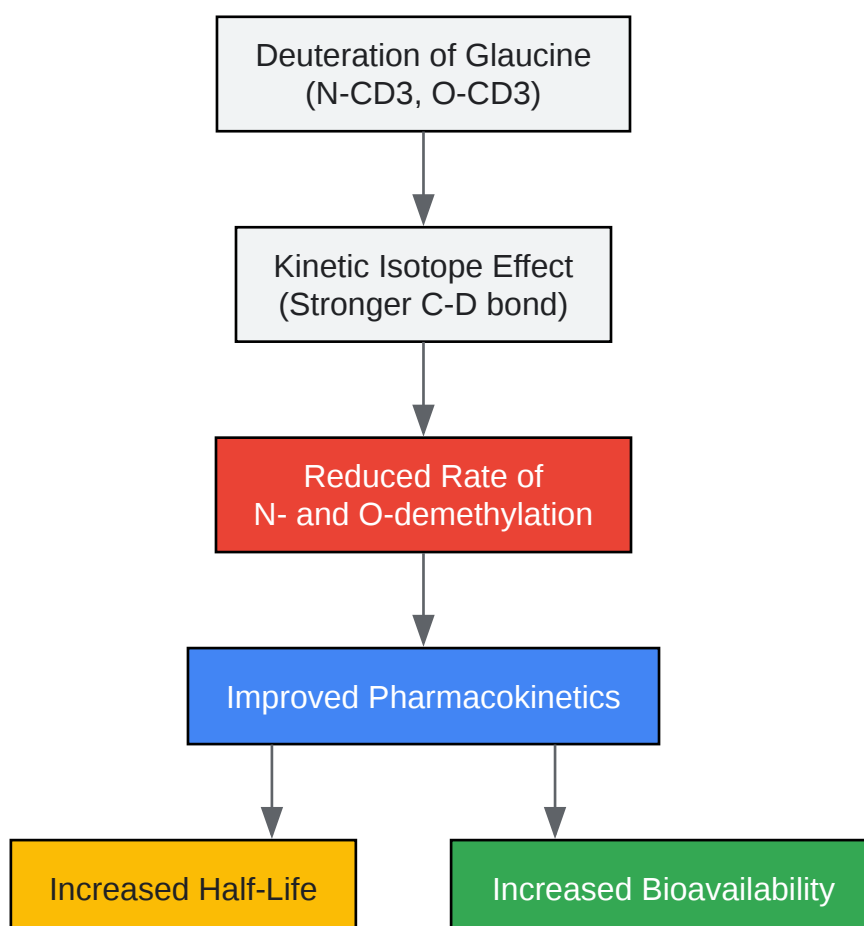 Deuteration of Glaucine
(N-CD3, O-CD3)
Kinetic Isotope Effect
(Stronger C-D bond)
Reduced Rate of
N- and O-demethylation
Improved Pharmacokinetics
Increased Half-Life
Increased Bioavailability